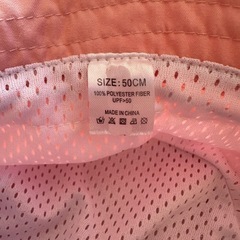 SIZE: 50CM
100% POLYESTER FIBER
UPF>50
MADE IN CHINA